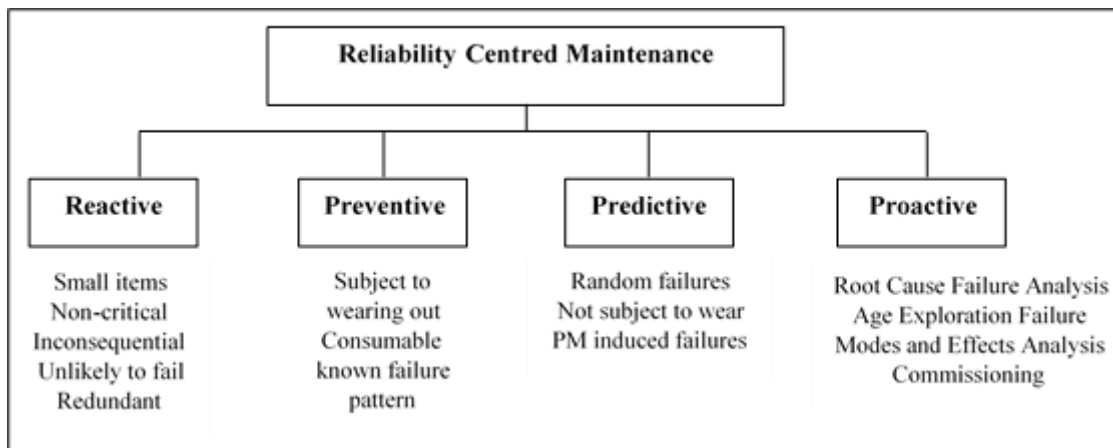 Reliability Centred Maintenance
Reactive
Small items
Non-critical
Inconsequential
Unlikely to fail
Redundant
Preventive
Subject to
wearing out
Consumable
known failure
pattern
Predictive
Random failures
Not subject to wear
PM induced failures
Proactive
Root Cause Failure Analysis
Age Exploration Failure
Modes and Effects Analysis
Commissioning